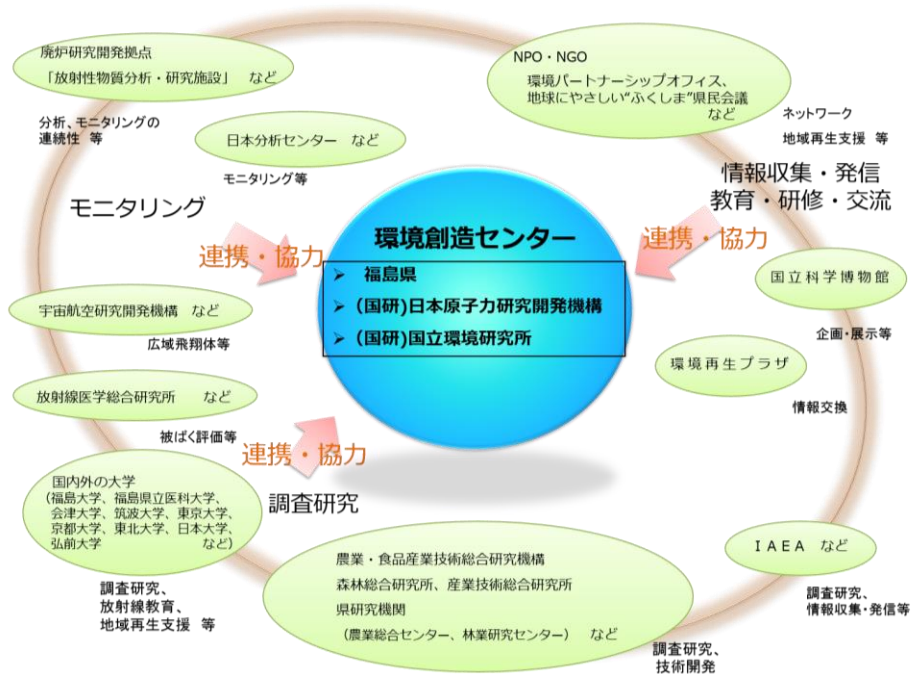 廃炉研究開発拠点
「放射性物質分析・研究施設」 など
分析、モニタリングの
連続性 等
日本分析センター など
モニタリング等
モニタリング
連携・協力
NPO・NGO
環境パートナーシップオフィス、
地球にやさしい“ふくしま”県民会議
など
ネットワーク
地域再生支援 等
情報収集・発信
教育・研修・交流
連携・協力
環境創造センター
➢ 福島県
➢ (国研)日本原子力研究開発機構
➢ (国研)国立環境研究所
国立科学博物館
企画・展示等
環境再生プラザ
情報交換
宇宙航空研究開発機構 など
広域飛翔体等
放射線医学総合研究所 など
被ばく評価等
連携・協力
調査研究
国内外の大学
(福島大学、福島県立医科大学、
会津大学、筑波大学、東京大学、
京都大学、東北大学、日本大学、
弘前大学 など)
調査研究、
放射線教育、
地域再生支援 等
農業・食品産業技術総合研究機構
森林総合研究所、産業技術総合研究所
県研究機関
(農業総合センター、林業研究センター) など
調査研究、
技術開発
IAEA など
調査研究、
情報収集・発信等